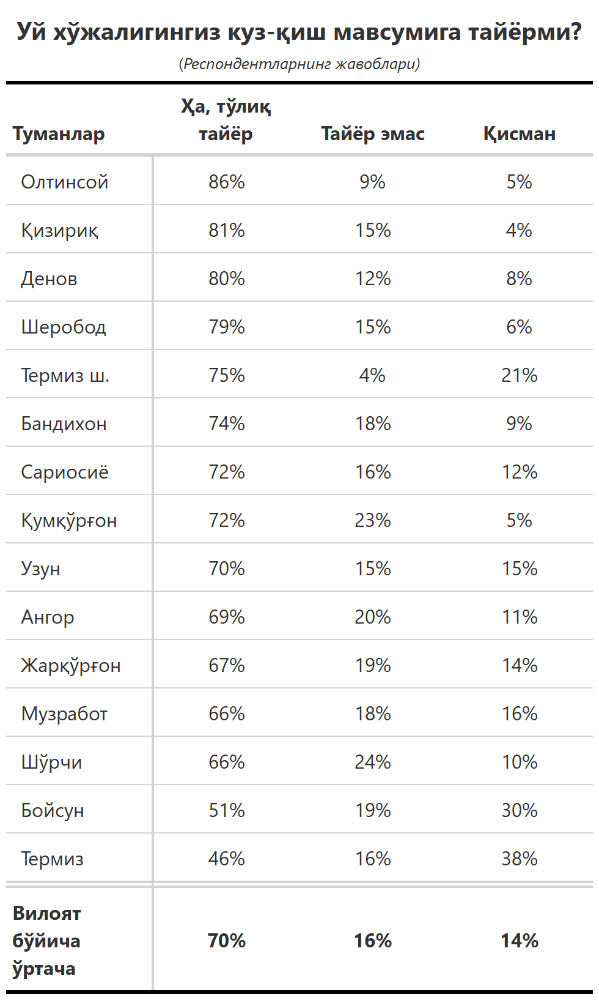 Уй хўжалигингиз куз-қиш мавсумига тайёрми?
(Респондентларнинг жавоблари)
Туманлар Ҳа, тўлиқ тайёр Тайёр эмас Қисман
Олтинсой 86% 9% 5%
Қизириқ 81% 15% 4%
Денов 80% 12% 8%
Шеробод 79% 15% 6%
Термиз ш. 75% 4% 21%
Бандихон 74% 18% 9%
Сариосиё 72% 16% 12%
Қумқўрғон 72% 23% 5%
Узун 70% 15% 15%
Ангор 69% 20% 11%
Жарқўрғон 67% 19% 14%
Музработ 66% 18% 16%
Шўрчи 66% 24% 10%
Бойсун 51% 19% 30%
Термиз 46% 16% 38%
Вилоят бўйича ўртача 70% 16% 14%